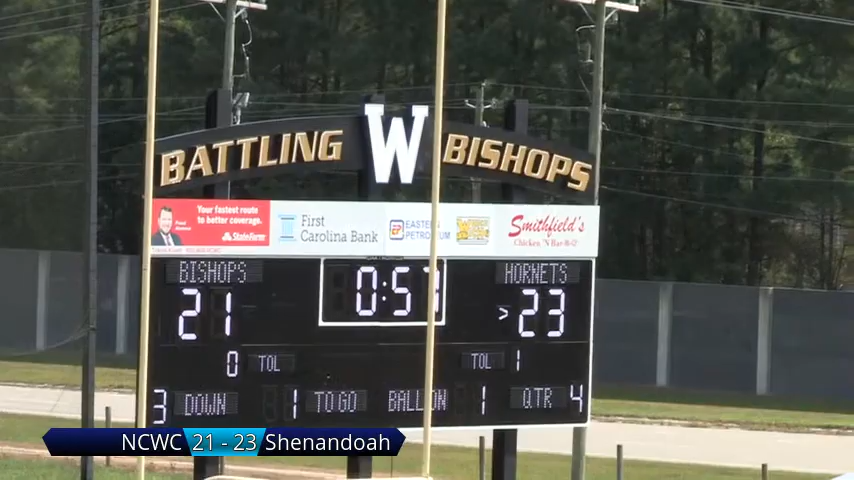 BATTLING W BISHOPS
Your fastest route
to better coverage.
StateFarm
First
Carolina Bank
EP EASTERN
PETROLEUM
Smithfield's
Chicken 'N Bar-B-Q
BISHOPS 0:57 HORNETS
21 > 23
0 TOL TOL 1
3 DOWN 1 TO GO BALL ON 1 QTR 4
NCWC 21 - 23 Shenandoah